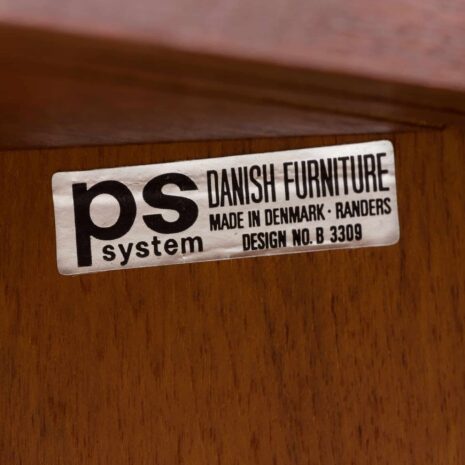 ps system
DANISH FURNITURE
MADE IN DENMARK · RANDERS
DESIGN NO. B 3309